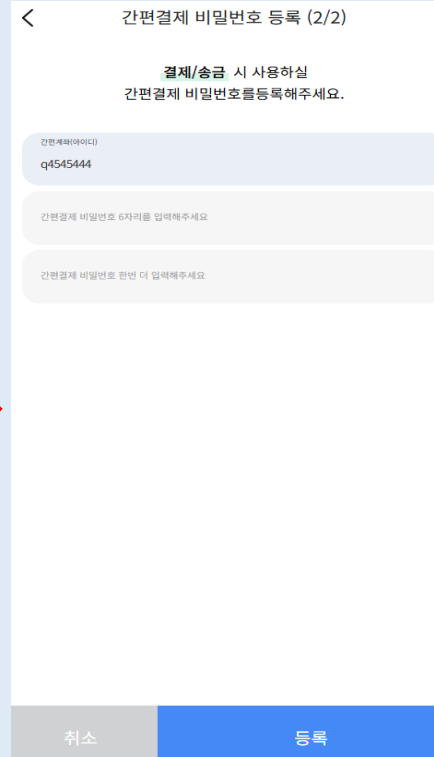 간편결제 비밀번호 등록 (2/2)
결제/송금 시 사용하실
간편결제 비밀번호를등록해주세요.
간편계좌(아이디)
q4545444
간편결제 비밀번호 6자리를 입력해주세요
간편결제 비밀번호 한번 더 입력해주세요
취소
등록